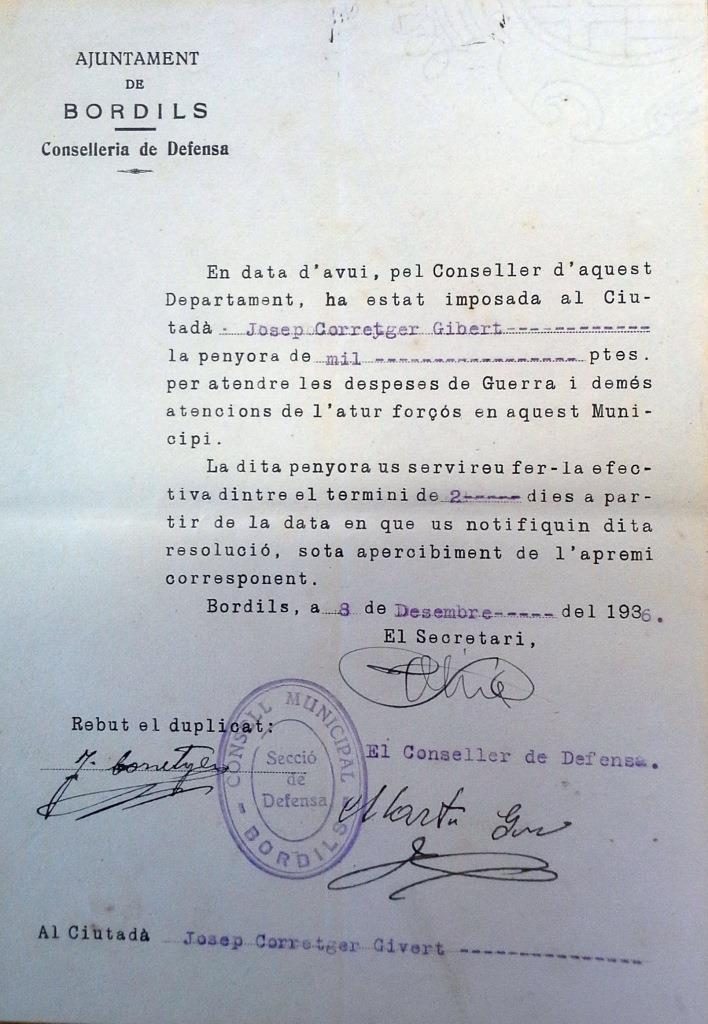 AJUNTAMENT
DE
BORDILS
Conselleria de Defensa
En data d'avui, pel Conseller d'aquest
Departament, ha estat imposada al Ciu-
tadà - Josep Corretger Gibert------------
la penyora de mil ----------------- ptes.
per atendre les despeses de Guerra i demés
atencions de l'atur forçós en aquest Muni-
cipi.
La dita penyora us servireu fer-la efec-
tiva dintre el termini de 2----- dies a par-
tir de la data en que us notifiquin dita
resolució, sota apercibiment de l'apremi
corresponent.
Bordils, a 8 de Desembre----- del 1936.
El Secretari,
Rebut el duplicat:
J. Corretger
CONSELL MUNICIPAL
Secció
de
Defensa
BORDILS
El Conseller de Defensa.
Martí
Al Ciutadà Josep Corretger Givert ---------------